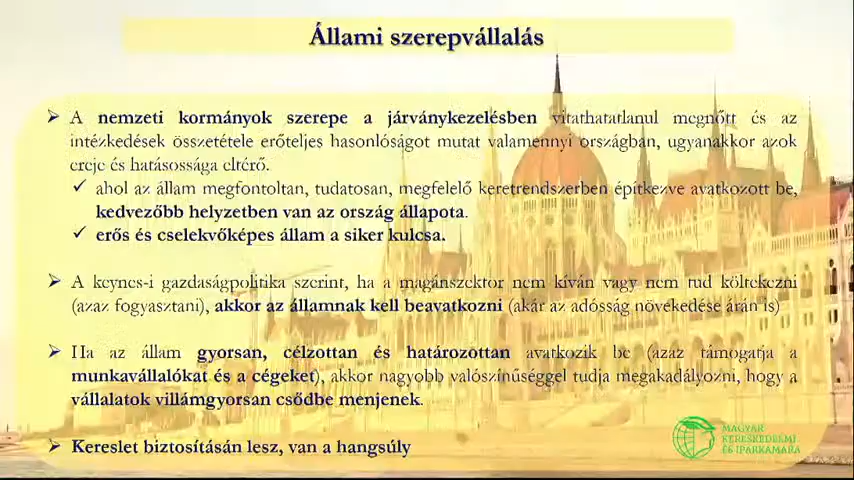 Állami szerepvállalás
➢ A nemzeti kormányok szerepe a járványkezelésben vitathatatlanul megnőtt és az
intézkedések összetétele erőteljes hasonlóságot mutat valamennyi országban, ugyanakkor azok
ereje és hatásossága eltérő.
✓ ahol az állam megfontoltan, tudatosan, megfelelő keretrendszerben építkezve avatkozott be,
kedvezőbb helyzetben van az ország állapota.
✓ erős és cselekvőképes állam a siker kulcsa.
➢ A keynes-i gazdaságpolitika szerint, ha a magánszektor nem kíván vagy nem tud költekezni
(azaz fogyasztani), akkor az államnak kell beavatkozni (akár az adósság növekedése árán is)
➢ Ha az állam gyorsan, célzottan és határozottan avatkozik be (azaz támogatja a
munkavállalókat és a cégeket), akkor nagyobb valószínűséggel tudja megakadályozni, hogy a
vállalatok villámgyorsan csődbe menjenek.
➢ Kereslet biztosításán lesz, van a hangsúly
MAGYAR
KERESKEDELMI
ÉS IPARKAMARA